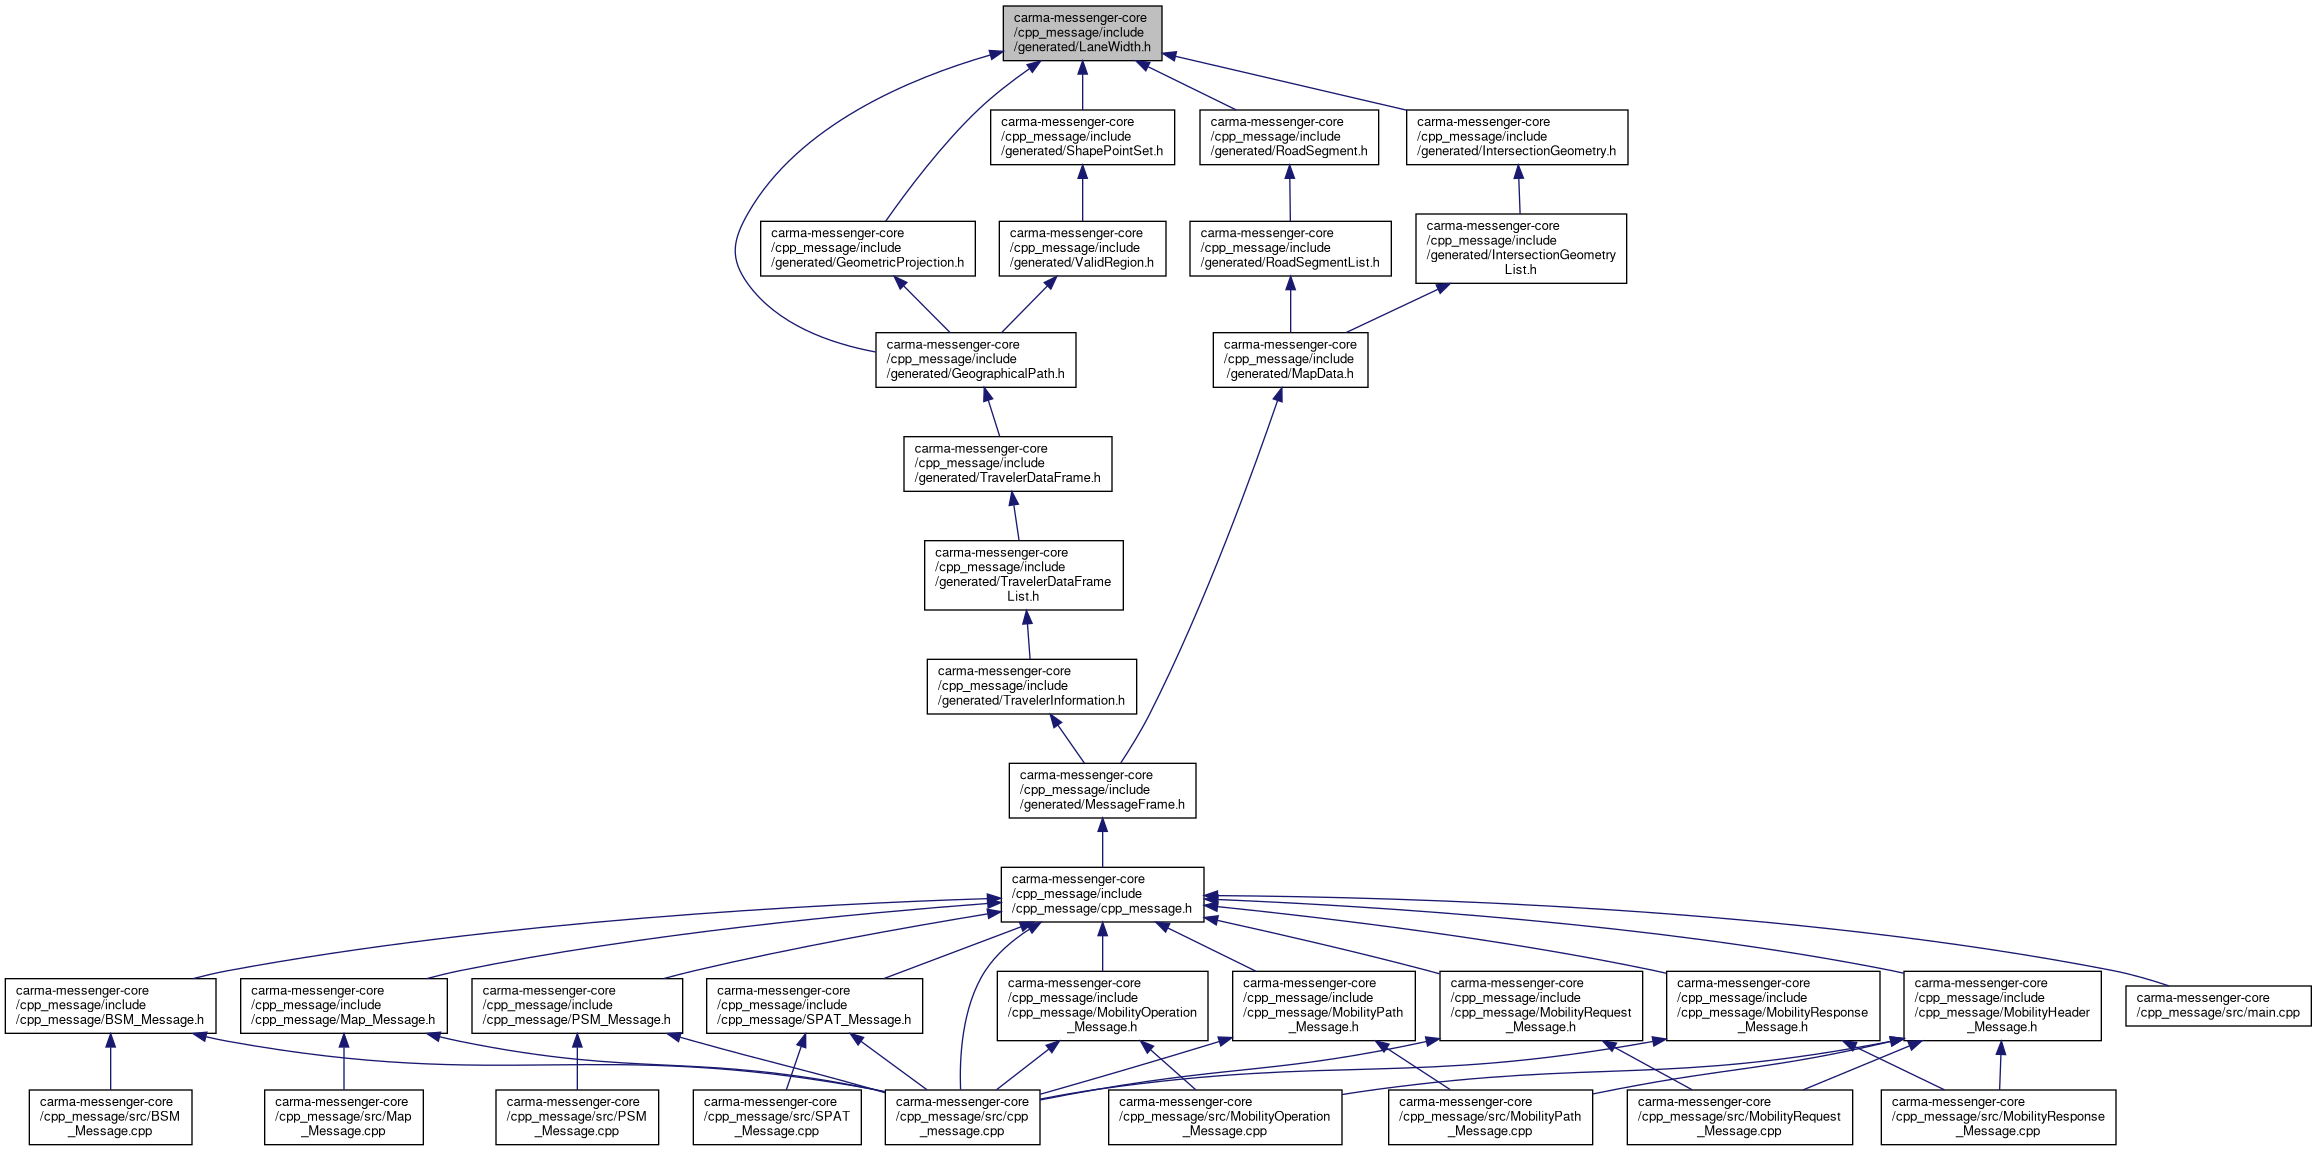 carma-messenger-core
/cpp_message/include
/generated/LaneWidth.h
carma-messenger-core
/cpp_message/include
/generated/ShapePointSet.h
carma-messenger-core
/cpp_message/include
/generated/RoadSegment.h
carma-messenger-core
/cpp_message/include
/generated/IntersectionGeometry.h
carma-messenger-core
/cpp_message/include
/generated/GeometricProjection.h
carma-messenger-core
/cpp_message/include
/generated/ValidRegion.h
carma-messenger-core
/cpp_message/include
/generated/RoadSegmentList.h
carma-messenger-core
/cpp_message/include
/generated/IntersectionGeometry
List.h
carma-messenger-core
/cpp_message/include
/generated/GeographicalPath.h
carma-messenger-core
/cpp_message/include
/generated/MapData.h
carma-messenger-core
/cpp_message/include
/generated/TravelerDataFrame.h
carma-messenger-core
/cpp_message/include
/generated/TravelerDataFrame
List.h
carma-messenger-core
/cpp_message/include
/generated/TravelerInformation.h
carma-messenger-core
/cpp_message/include
/generated/MessageFrame.h
carma-messenger-core
/cpp_message/include
/cpp_message/cpp_message.h
carma-messenger-core
/cpp_message/include
/cpp_message/BSM_Message.h
carma-messenger-core
/cpp_message/include
/cpp_message/Map_Message.h
carma-messenger-core
/cpp_message/include
/cpp_message/PSM_Message.h
carma-messenger-core
/cpp_message/include
/cpp_message/SPAT_Message.h
carma-messenger-core
/cpp_message/include
/cpp_message/MobilityOperation
_Message.h
carma-messenger-core
/cpp_message/include
/cpp_message/MobilityPath
_Message.h
carma-messenger-core
/cpp_message/include
/cpp_message/MobilityRequest
_Message.h
carma-messenger-core
/cpp_message/include
/cpp_message/MobilityResponse
_Message.h
carma-messenger-core
/cpp_message/include
/cpp_message/MobilityHeader
_Message.h
carma-messenger-core
/cpp_message/src/main.cpp
carma-messenger-core
/cpp_message/src/BSM
_Message.cpp
carma-messenger-core
/cpp_message/src/Map
_Message.cpp
carma-messenger-core
/cpp_message/src/PSM
_Message.cpp
carma-messenger-core
/cpp_message/src/SPAT
_Message.cpp
carma-messenger-core
/cpp_message/src/cpp
_message.cpp
carma-messenger-core
/cpp_message/src/MobilityOperation
_Message.cpp
carma-messenger-core
/cpp_message/src/MobilityPath
_Message.cpp
carma-messenger-core
/cpp_message/src/MobilityRequest
_Message.cpp
carma-messenger-core
/cpp_message/src/MobilityResponse
_Message.cpp